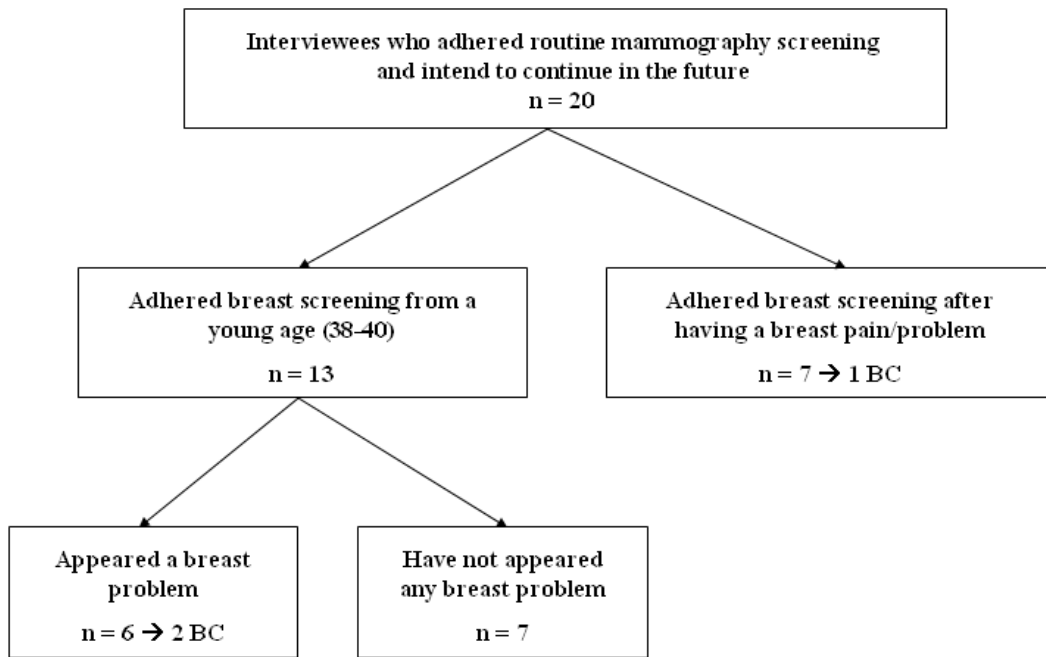 Interviewees who adhered routine mammography screening
and intend to continue in the future
n = 20
Adhered breast screening from a
young age (38-40)
n = 13
Adhered breast screening after
having a breast pain/problem
n = 7 → 1 BC
Appeared a breast
problem
n = 6 → 2 BC
Have not appeared
any breast problem
n = 7